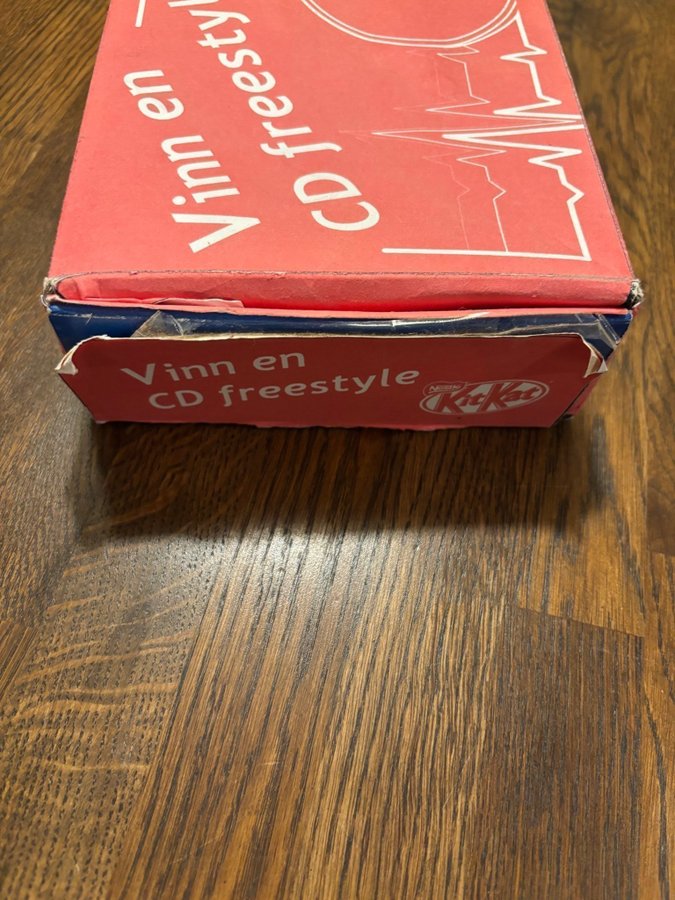 Vinn en
CD freestyle
Vinn en
CD freestyle
Nestlé
KitKat